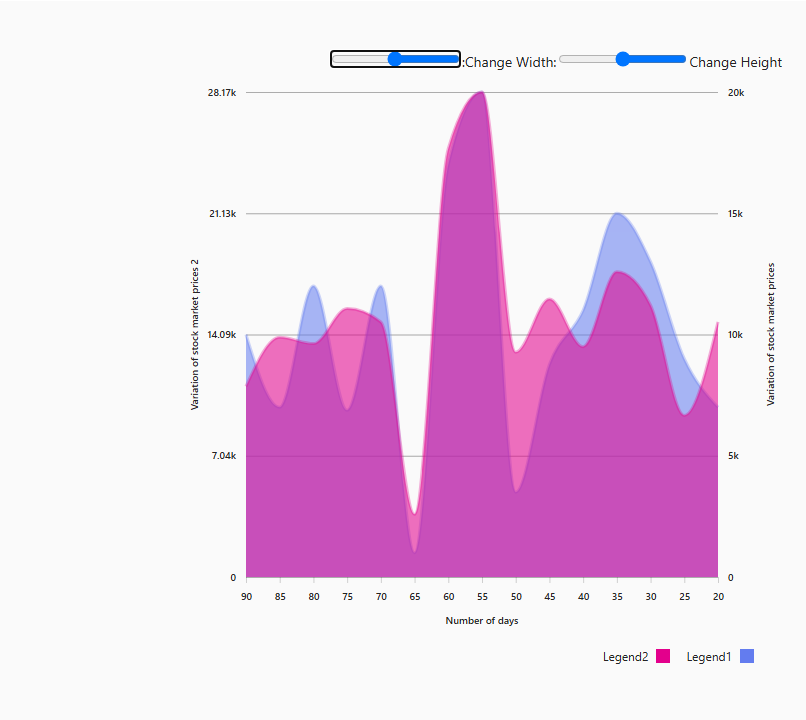 :Change Width: Change Height
28.17k
21.13k
14.09k
7.04k
0
Variation of stock market prices 2
20k
15k
10k
5k
0
Variation of stock market prices
90 85 80 75 70 65 60 55 50 45 40 35 30 25 20
Number of days
Legend2 Legend1